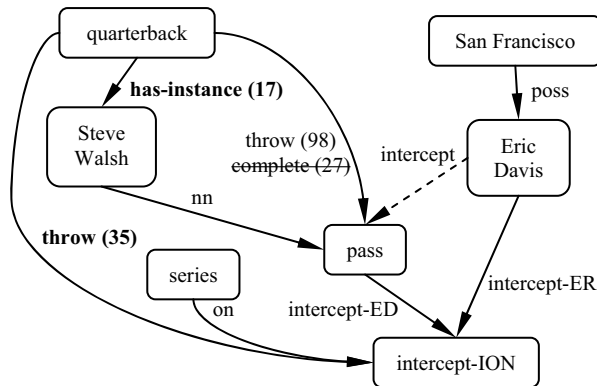 quarterback
San Francisco
has-instance (17)
poss
Steve
Walsh
throw (98)
complete (27)
intercept
Eric
Davis
nn
throw (35)
pass
series
on
intercept-ED
intercept-ER
intercept-ION